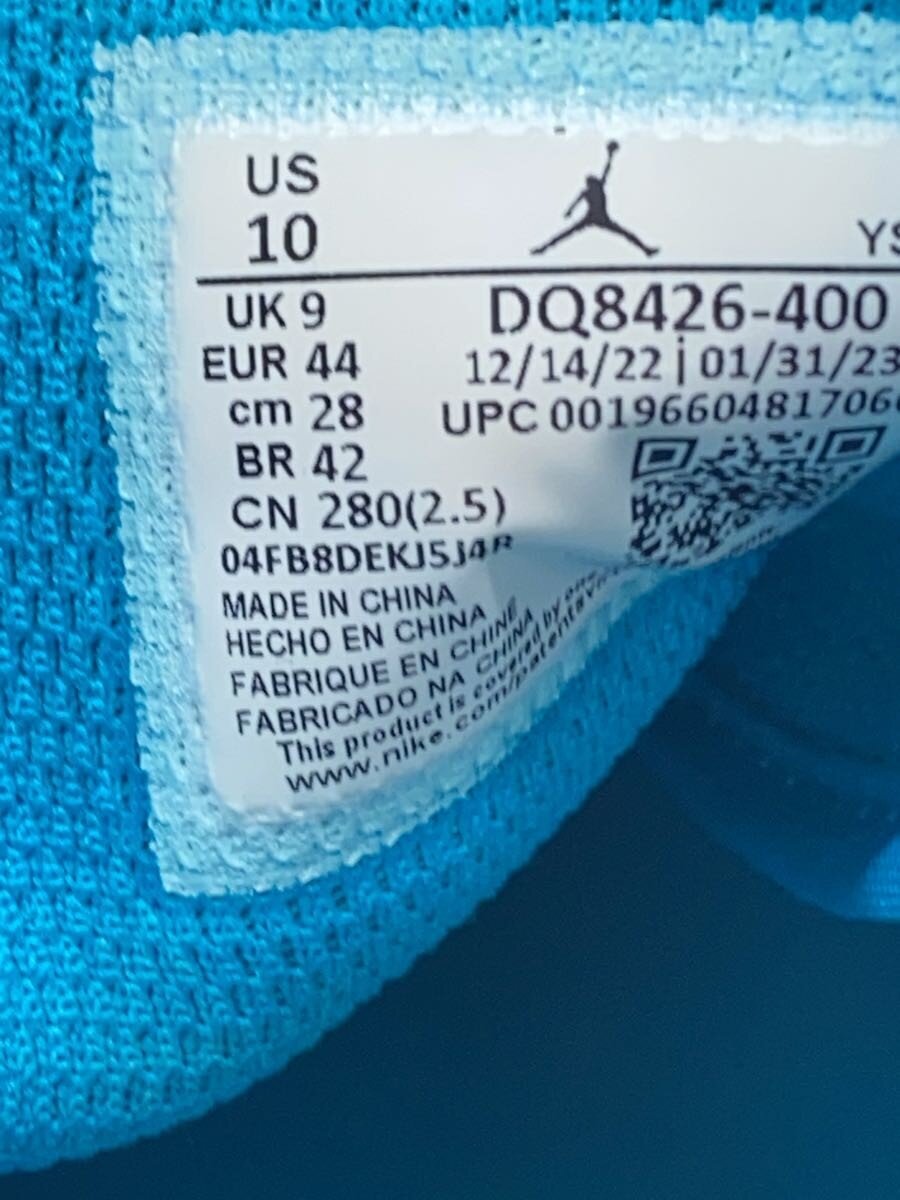 US
10
UK 9
EUR 44
cm 28
BR 42
CN 280(2.5)
DQ8426-400
12/14/22 | 01/31/23
MADE IN CHINA
HECHO EN CHINA
FABRIQUE EN CHINE
FABRICADO NA CHINA
This product is covered by
www.nike.com/patents
UPC